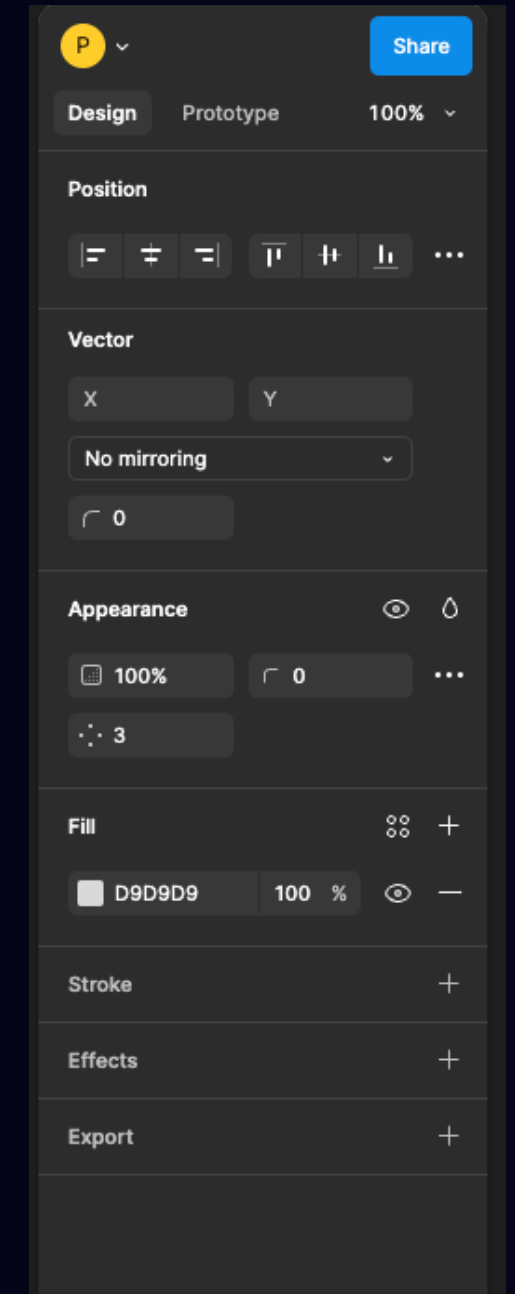 P
Share
Design Prototype 100%
Position
Vector
X Y
No mirroring
0
Appearance
100% 0
3
Fill
D9D9D9 100 %
Stroke
Effects
Export